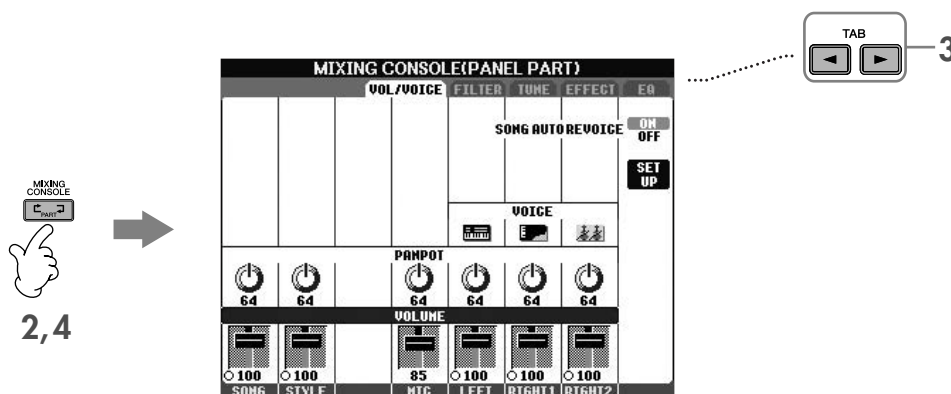 TAB
3
MIXING CONSOLE(PANEL PART)
VOL/VOICE FILTER TUNE EFFECT EQ
SONG AUTO REVOICE ON
OFF
SET
UP
MIXING
CONSOLE
PART
VOICE
2,4
PANPOT
64 64 64 64 64 64
VOLUME
100 100 85 100 100 100
SONG STYLE MIC LEFT RIGHT1 RIGHT2